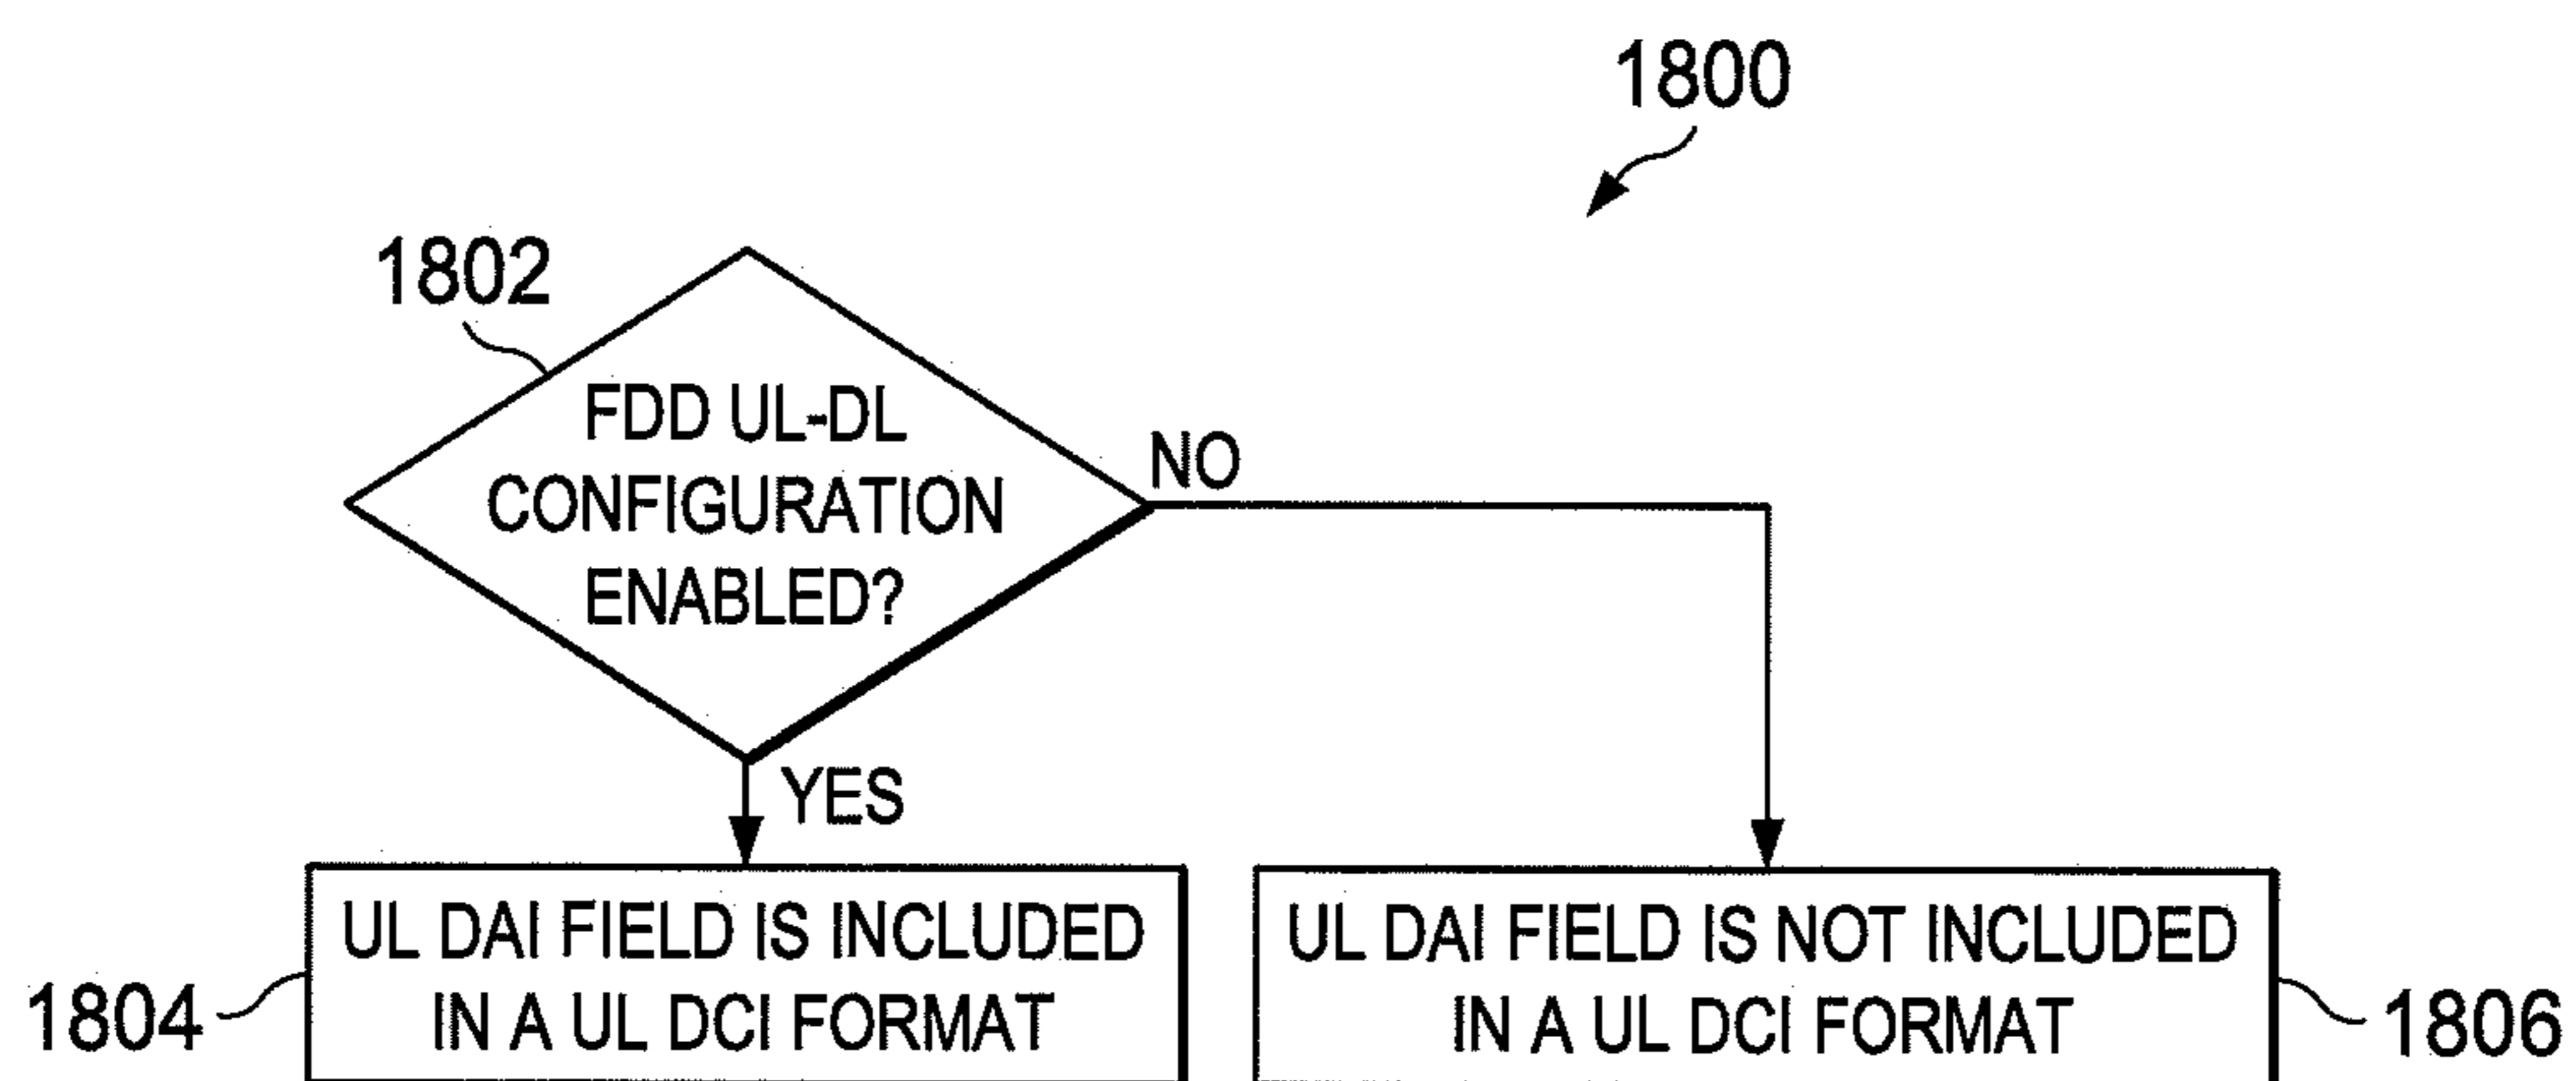 1800
1802
FDD UL-DL
CONFIGURATION
ENABLED?
NO
YES
UL DAI FIELD IS INCLUDED
IN A UL DCI FORMAT
1804
UL DAI FIELD IS NOT INCLUDED
IN A UL DCI FORMAT
1806